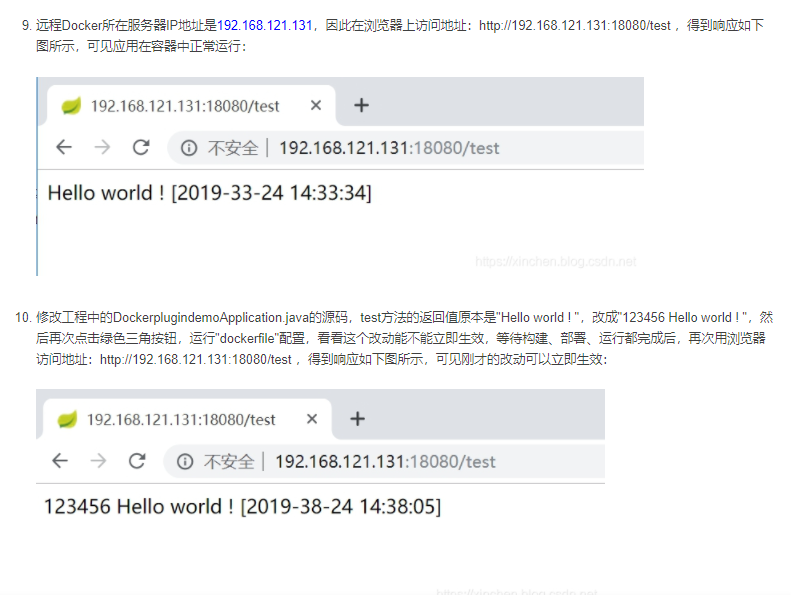 9. 远程Docker所在服务器IP地址是192.168.121.131，因此在浏览器上访问地址：http://192.168.121.131:18080/test ，得到响应如下
图所示，可见应用在容器中正常运行：
192.168.121.131:18080/test
不安全 | 192.168.121.131:18080/test
Hello world ! [2019-33-24 14:33:34]
https://xinchen.blog.csdn.net
10. 修改工程中的DockerplugindemoApplication.java的源码，test方法的返回值原本是"Hello world ! "，改成"123456 Hello world ! "，然
后再次点击绿色三角按钮，运行"dockerfile"配置，看看这个改动能不能立即生效，等待构建、部署、运行都完成后，再次用浏览器
访问地址：http://192.168.121.131:18080/test ，得到响应如下图所示，可见刚才的改动可以立即生效：
192.168.121.131:18080/test
不安全 | 192.168.121.131:18080/test
123456 Hello world ! [2019-38-24 14:38:05]
https://xinchen.blog.csdn.net